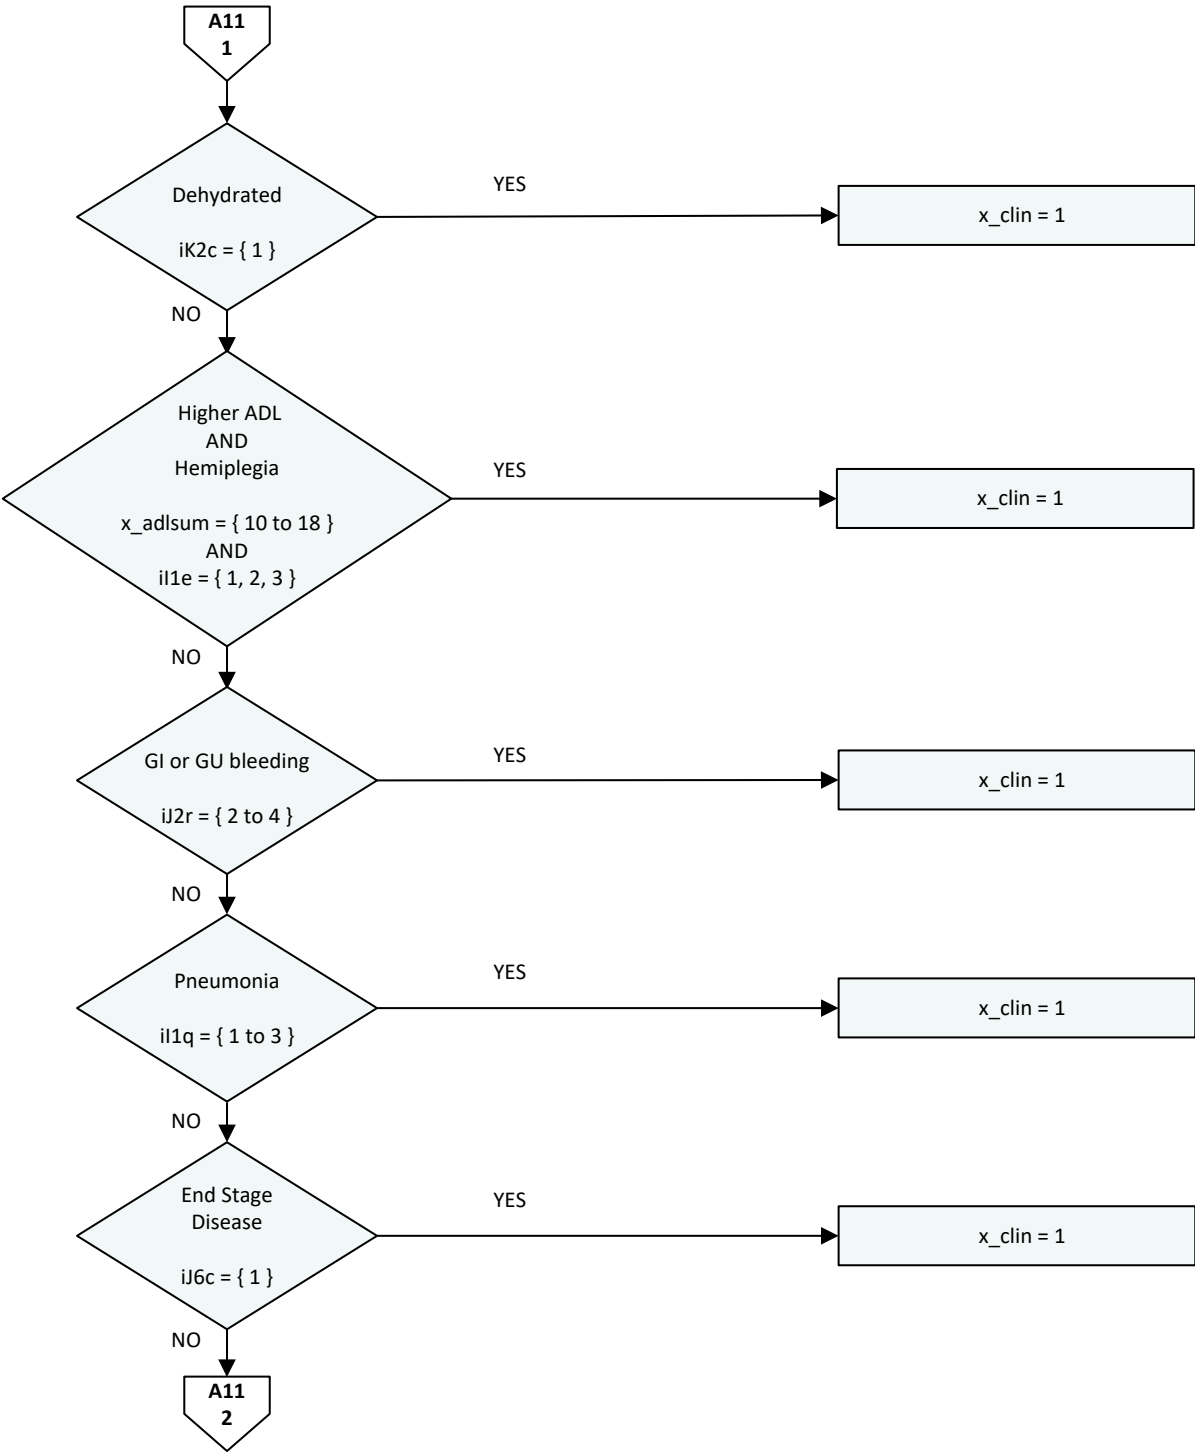 A11
1
Dehydrated
iK2c = { 1 }
YES
x_clin = 1
NO
Higher ADL
AND
Hemiplegia
x_adlsum = { 10 to 18 }
AND
iI1e = { 1, 2, 3 }
YES
x_clin = 1
NO
GI or GU bleeding
iJ2r = { 2 to 4 }
YES
x_clin = 1
NO
Pneumonia
iI1q = { 1 to 3 }
YES
x_clin = 1
NO
End Stage
Disease
iJ6c = { 1 }
YES
x_clin = 1
NO
A11
2